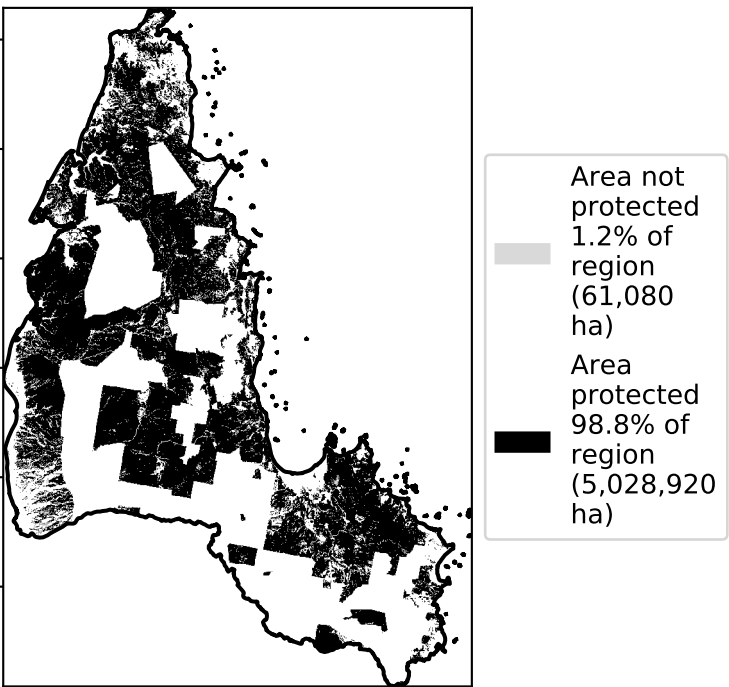 Area not
protected
1.2% of
region
(61,080
ha)
Area
protected
98.8% of
region
(5,028,920
ha)